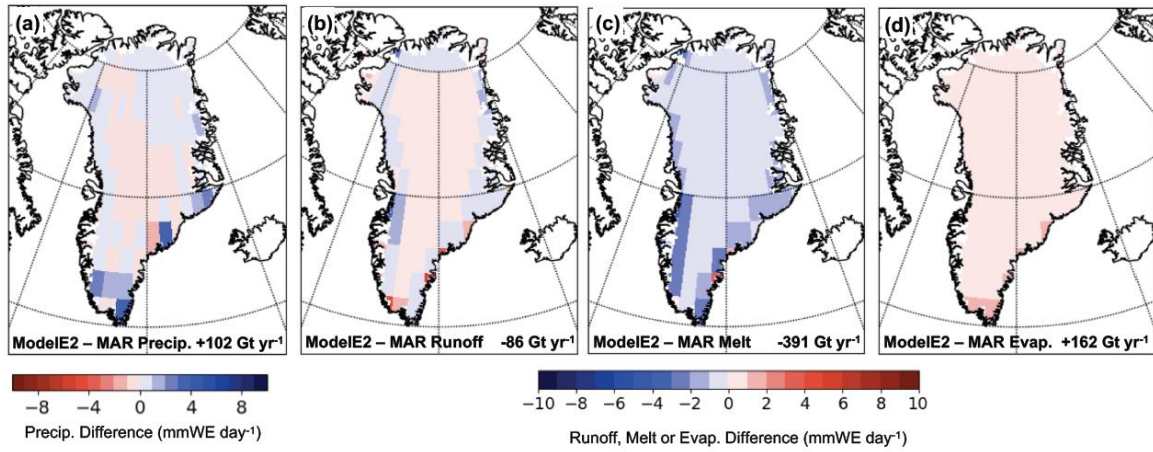 (a)
(b)
(c)
(d)
ModelE2 – MAR Precip. +102 Gt yr⁻¹
ModelE2 – MAR Runoff -86 Gt yr⁻¹
ModelE2 – MAR Melt -391 Gt yr⁻¹
ModelE2 – MAR Evap. +162 Gt yr⁻¹
−8 −4 0 4 8
Precip. Difference (mmWE day⁻¹)
−10 −8 −6 −4 −2 0 2 4 6 8 10
Runoff, Melt or Evap. Difference (mmWE day⁻¹)